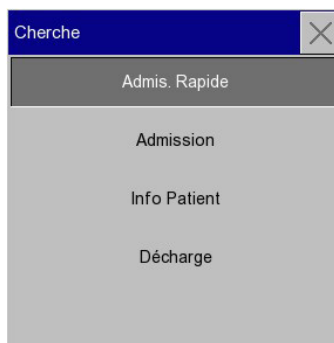 Cherche
Admis. Rapide
Admission
Info Patient
Décharge